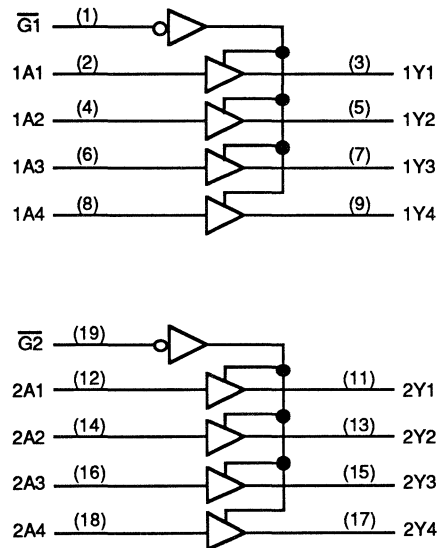 G1 (1)
1A1 (2) (3) 1Y1
1A2 (4) (5) 1Y2
1A3 (6) (7) 1Y3
1A4 (8) (9) 1Y4
G2 (19)
2A1 (12) (11) 2Y1
2A2 (14) (13) 2Y2
2A3 (16) (15) 2Y3
2A4 (18) (17) 2Y4